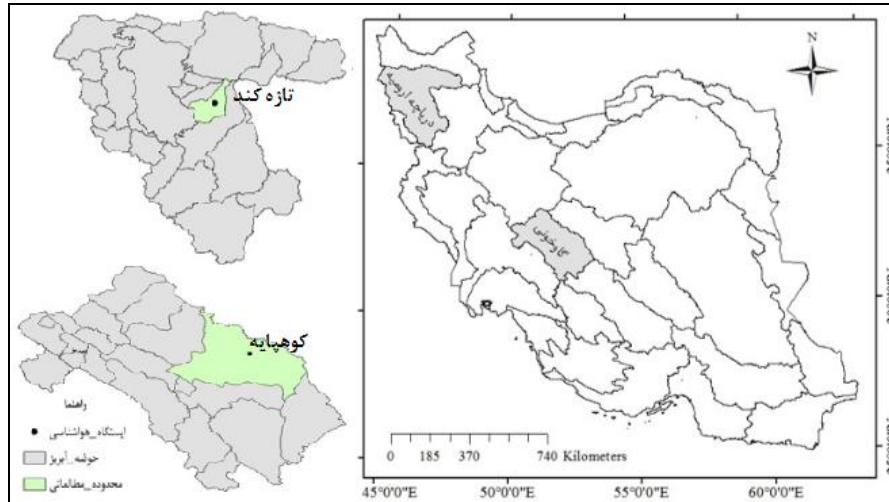 تازه کند
کوهپایه
راهنما
ایستگاه_هواشناسی
حوضه_آبریز
محدوده_مطالعاتی
دریاچه ارومیه
گاوخونی
0 185 370 740 Kilometers
45°0'0"E 50°0'0"E 55°0'0"E 60°0'0"E